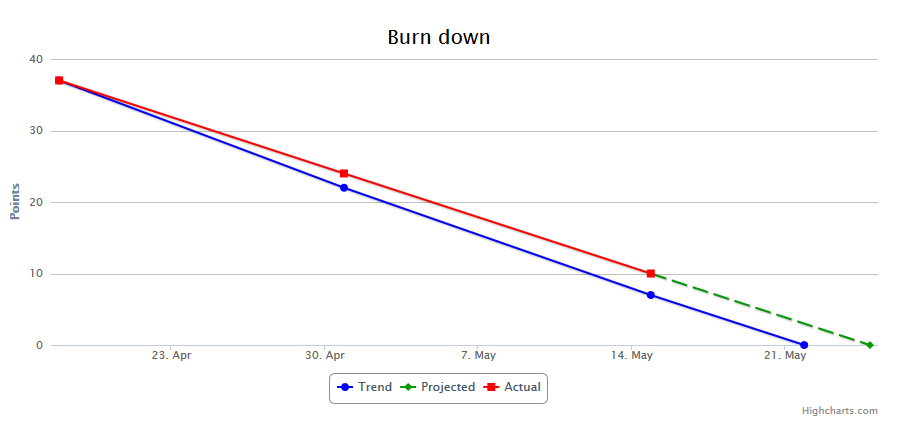 Burn down
40
30
20
10
0
Points
23. Apr 30. Apr 7. May 14. May 21. May
Trend Projected Actual
Highcharts.com